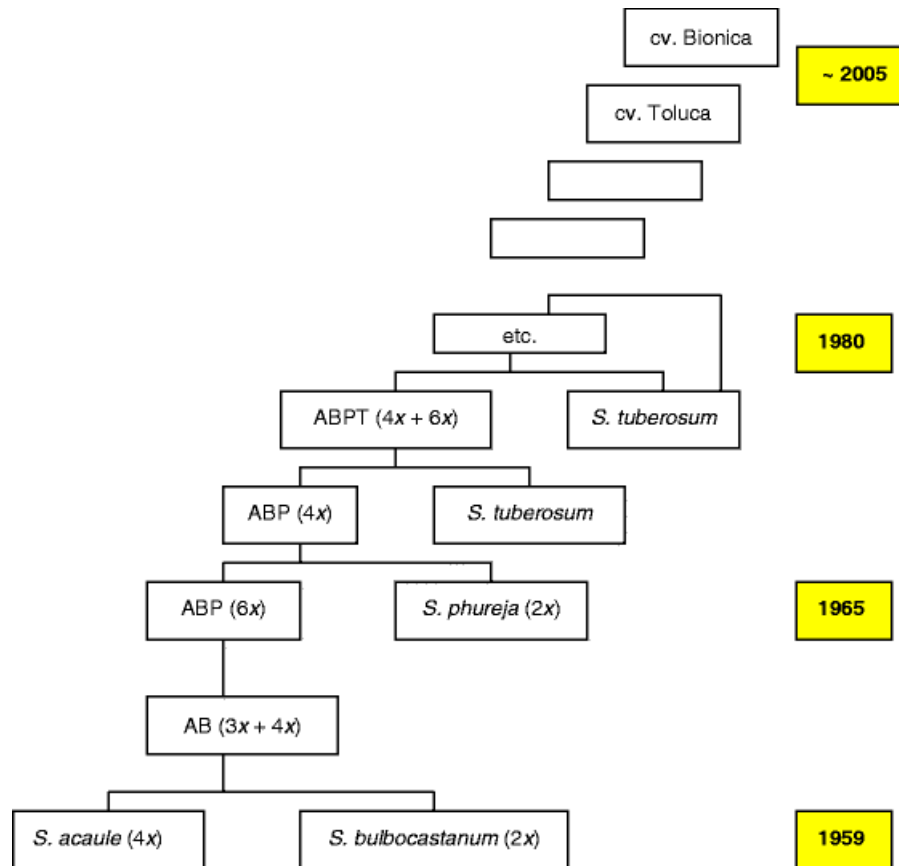 cv. Bionica
~ 2005
cv. Toluca
etc.
1980
ABPT (4x + 6x)
S. tuberosum
ABP (4x)
S. tuberosum
ABP (6x)
S. phureja (2x)
1965
AB (3x + 4x)
S. acaule (4x)
S. bulbocastanum (2x)
1959